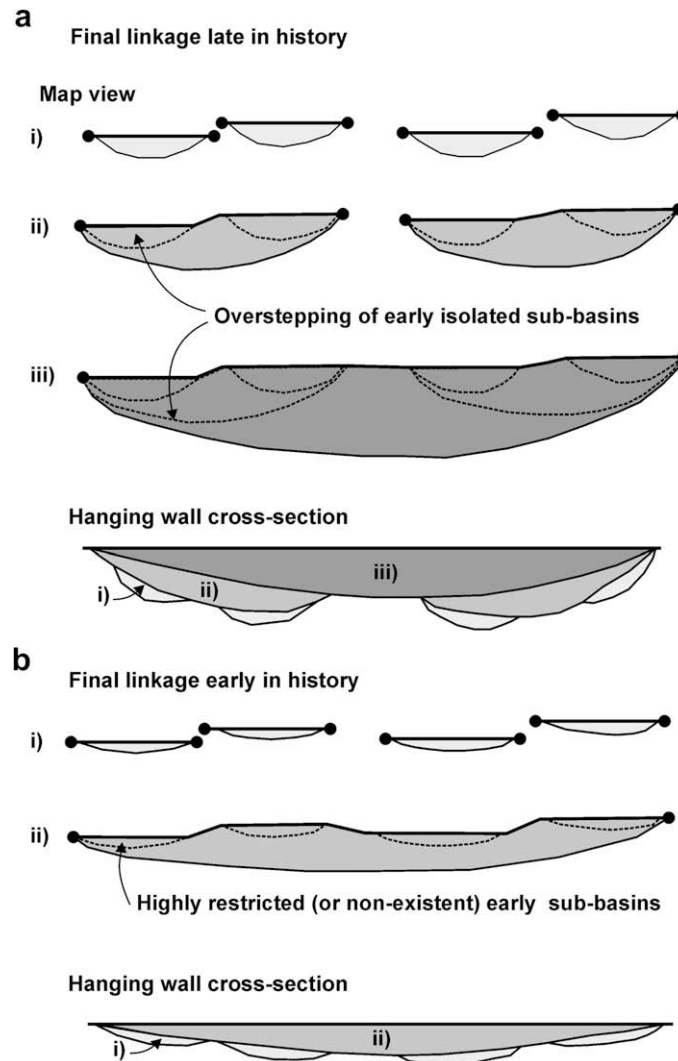 a
Final linkage late in history
Map view
i)
ii)
Overstepping of early isolated sub-basins
iii)
Hanging wall cross-section
iii)
ii)
i)
b
Final linkage early in history
i)
ii)
Highly restricted (or non-existent) early sub-basins
Hanging wall cross-section
ii)
i)